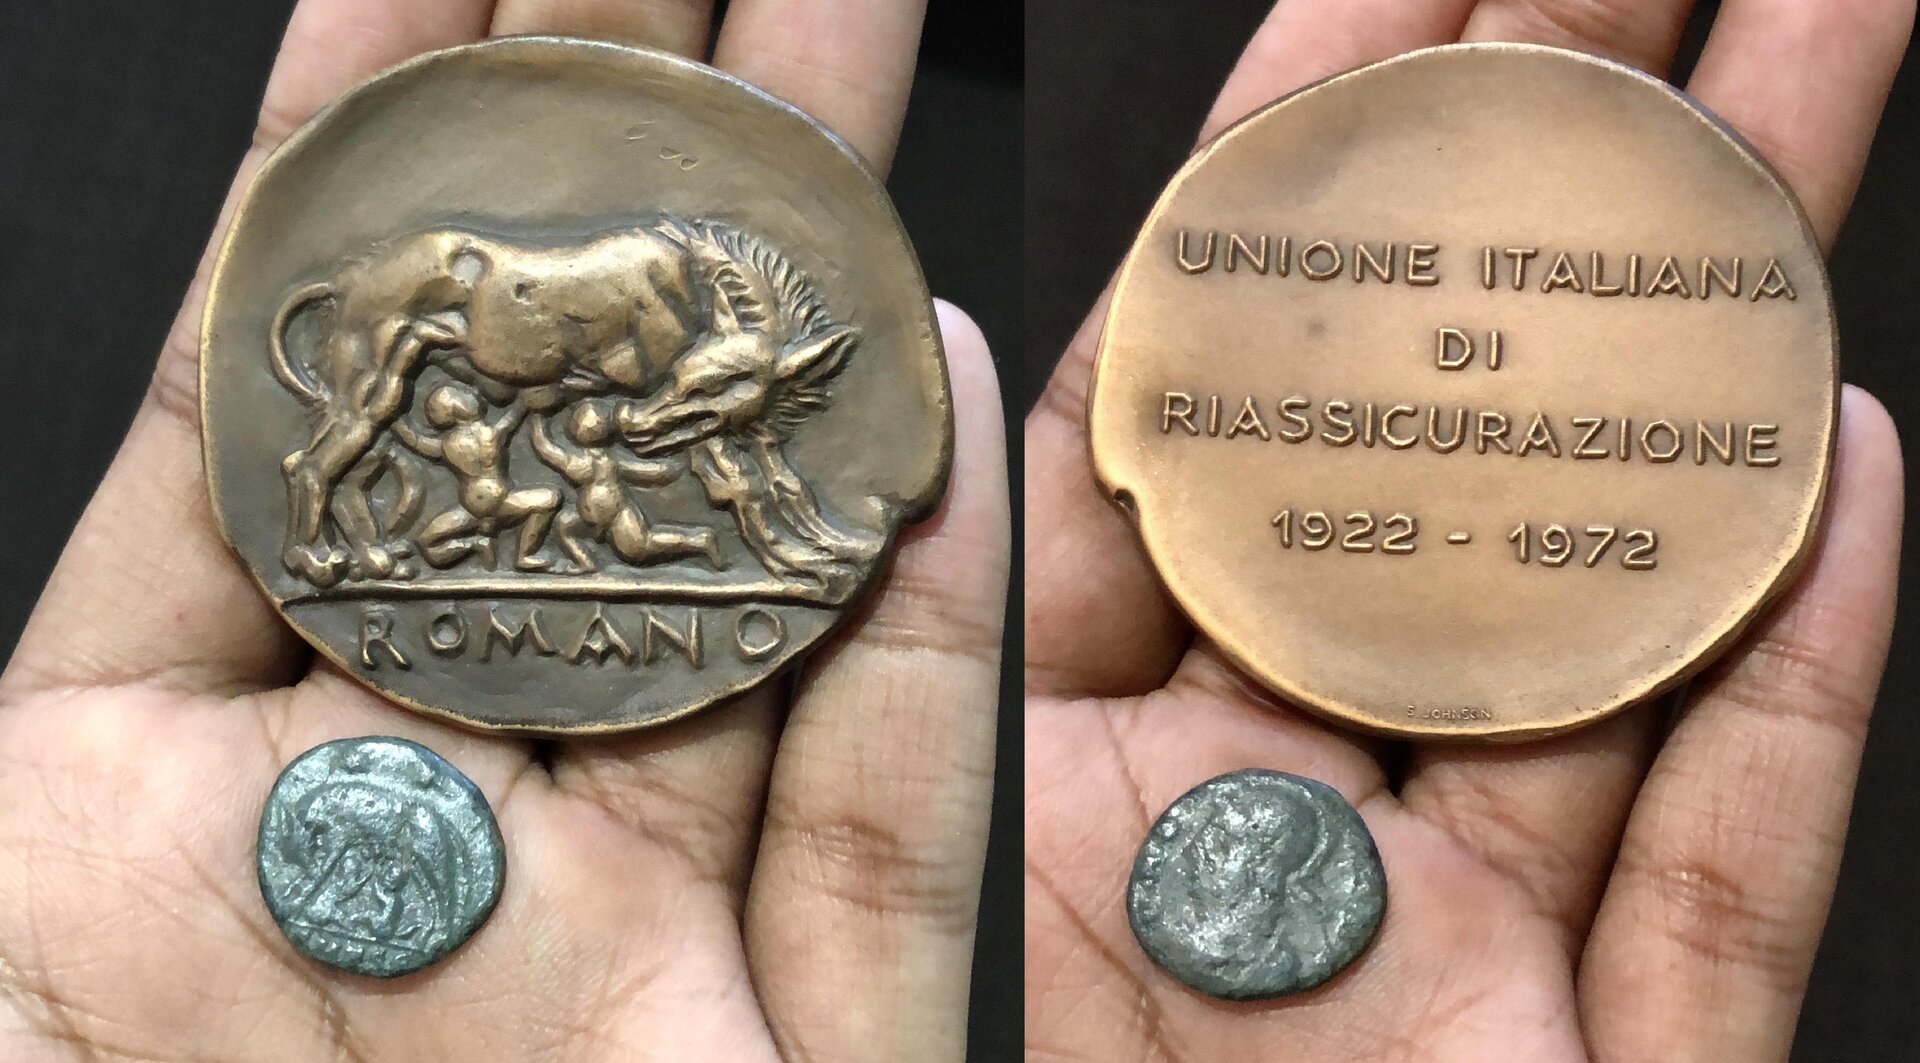 ROMANO
UNIONE ITALIANA
DI
RIASSICURAZIONE
1922 - 1972
S. JOHNSON